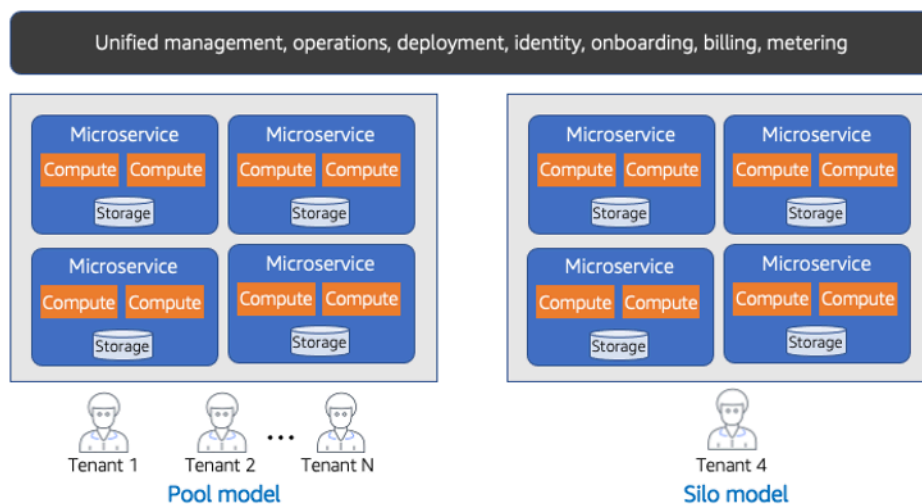 Unified management, operations, deployment, identity, onboarding, billing, metering
Microservice
Compute Compute
Storage
Microservice
Compute Compute
Storage
Microservice
Compute Compute
Storage
Microservice
Compute Compute
Storage
Tenant 1
Tenant 2
...
Tenant N
Pool model
Microservice
Compute Compute
Storage
Microservice
Compute Compute
Storage
Microservice
Compute Compute
Storage
Microservice
Compute Compute
Storage
Tenant 4
Silo model